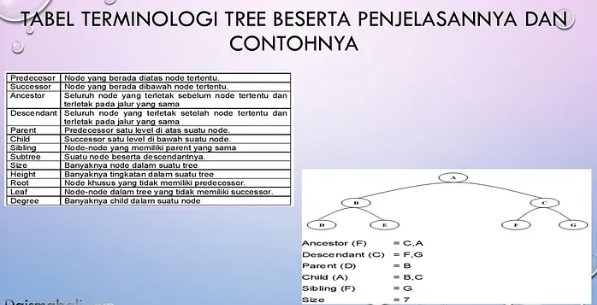 TABEL TERMINOLOGI TREE BESERTA PENJELASANNYA DAN
CONTOHNYA
Predecesor Node yang berada diatas node tertentu.
Successor Node yang berada dibawah node tertentu.
Ancestor Seluruh node yang terletak sebelum node tertentu dan
terletak pada jalur yang sama
Descendant Seluruh node yang terletak setelah node tertentu dan
terletak pada jalur yang sama
Parent Predecessor satu level di atas suatu node.
Child Successor satu level di bawah suatu node.
Sibling Node-node yang memiliki parent yang sama
Subtree Suatu node beserta descendantnya.
Size Banyaknya node dalam suatu tree
Height Banyaknya tingkatan dalam suatu tree
Root Node khusus yang tidak memiliki predecessor.
Leaf Node-node dalam tree yang tidak memiliki successor.
Degree Banyaknya child dalam suatu node
A
B C
D E F G
Ancestor (F) = C,A
Descendant (C) = F,G
Parent (D) = B
Child (A) = B,C
Sibling (F) = G
Size = 7